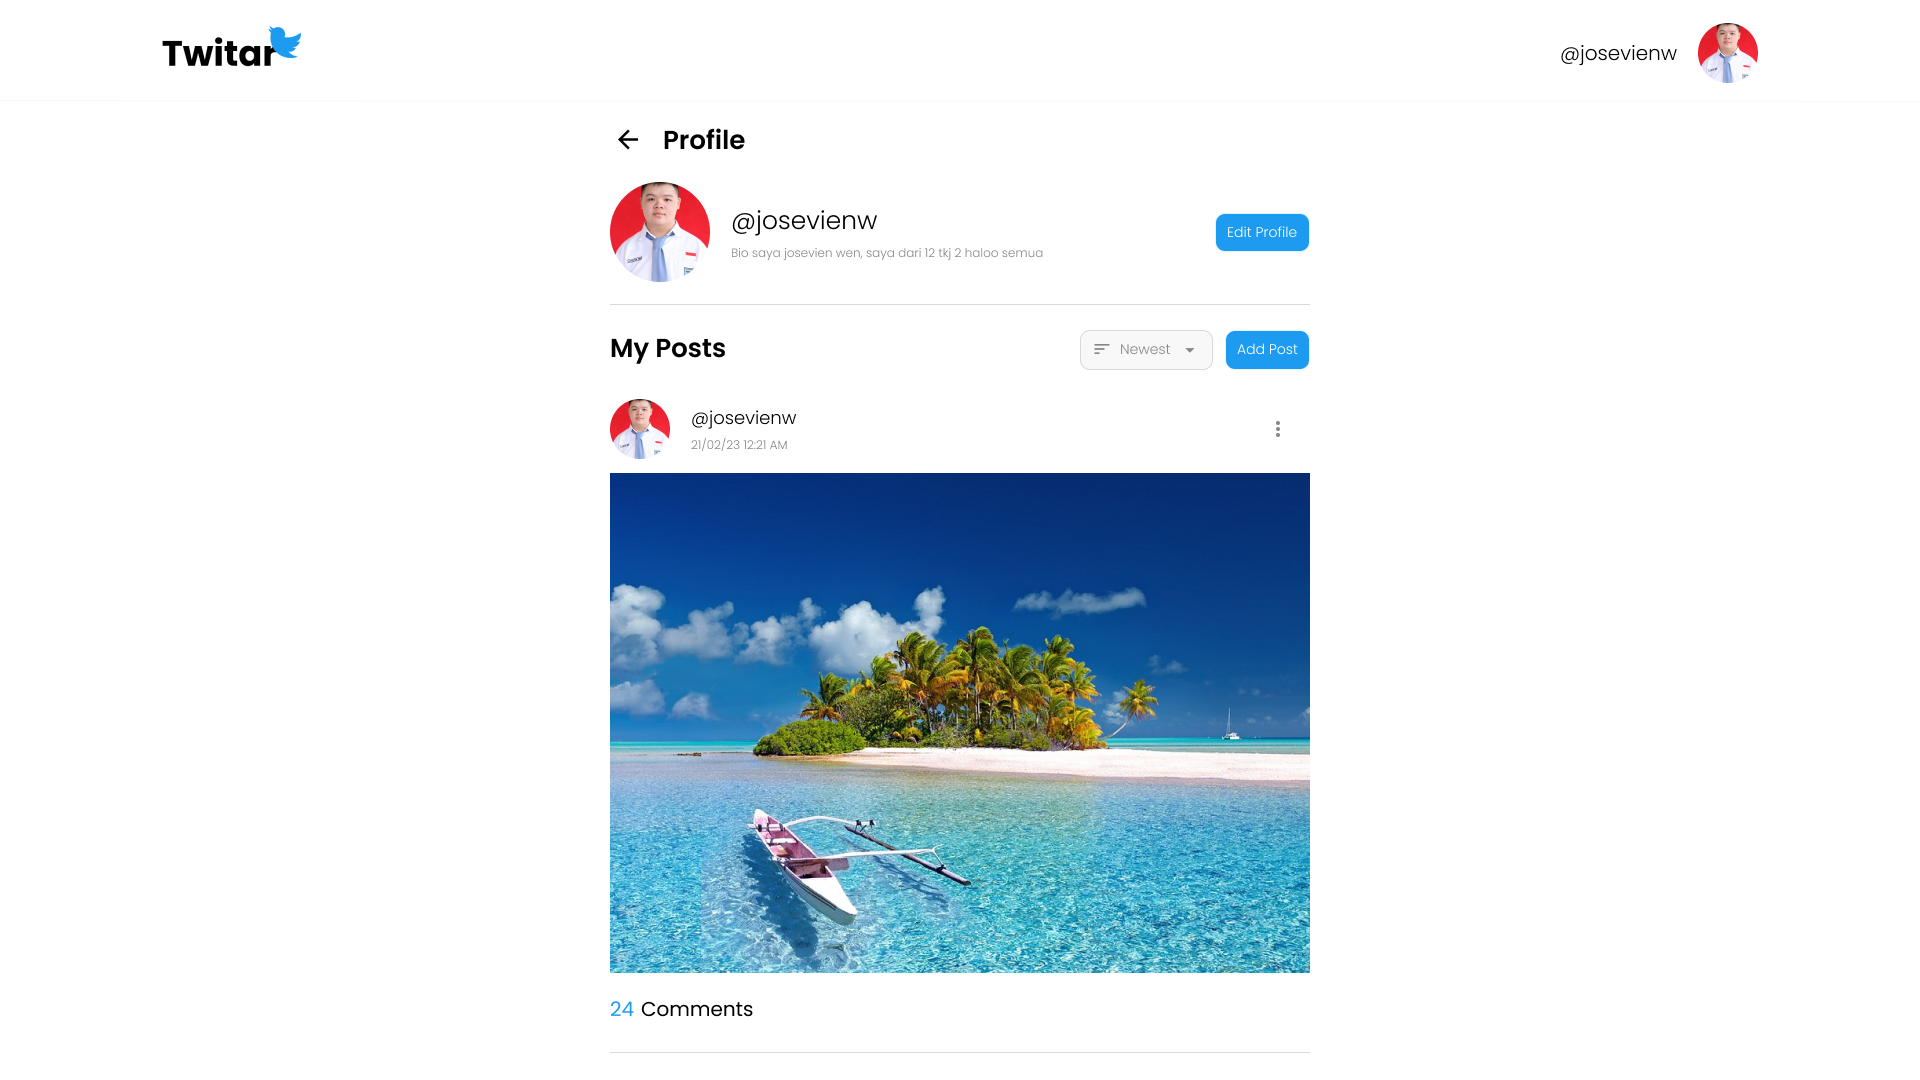 Twitar
@josevienw
Profile
@josevienw
Edit Profile
Bio saya josevien wen, saya dari 12 tkj 2 haloo semua
My Posts
Newest
Add Post
@josevienw
21/02/23 12:21 AM
24 Comments